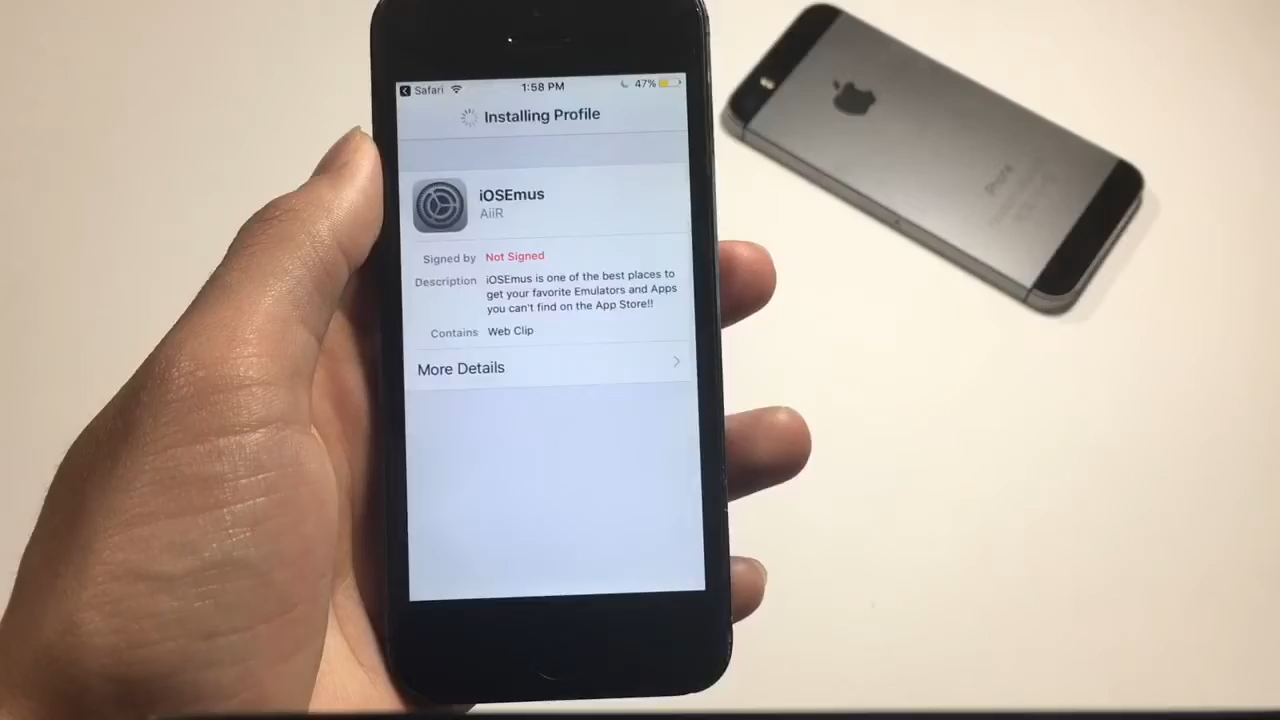 Safari 1:58 PM 47%
Installing Profile
iOSEmus
AiiR
Signed by Not Signed
Description iOSEmus is one of the best places to
get your favorite Emulators and Apps
you can't find on the App Store!!
Contains Web Clip
More Details
iPhone